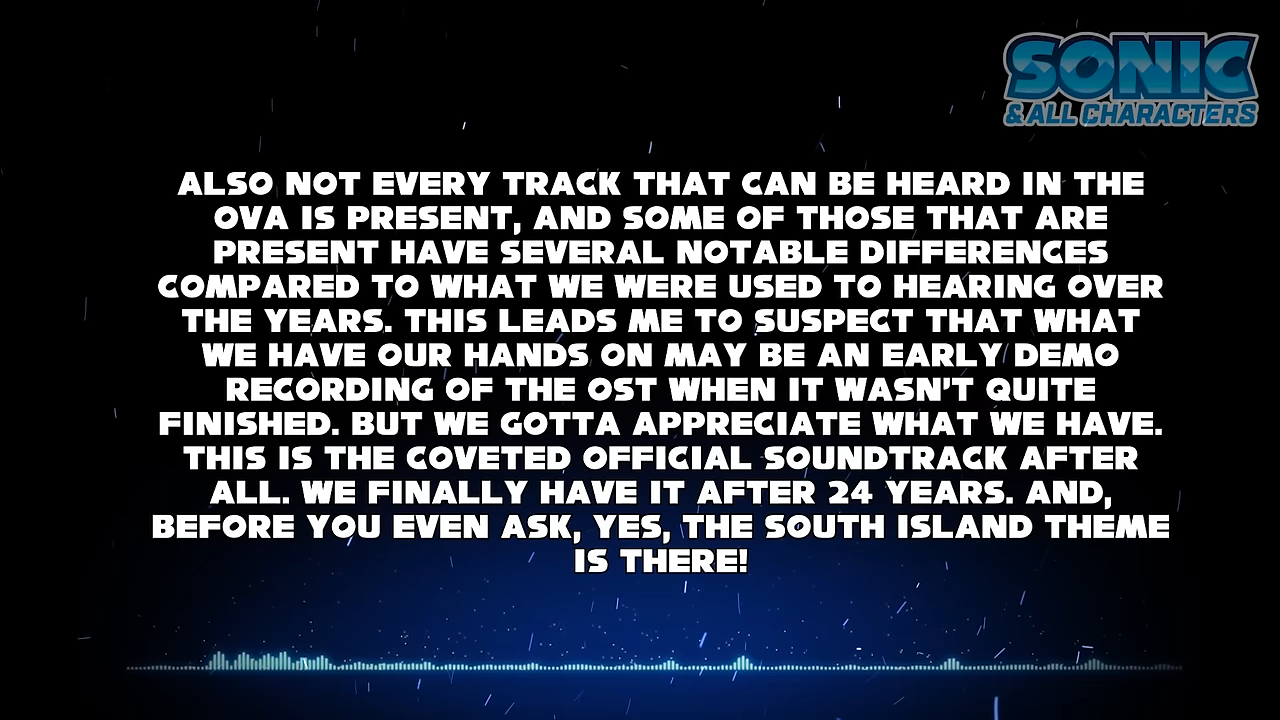 SONIC
& ALL CHARACTERS
ALSO NOT EVERY TRACK THAT CAN BE HEARD IN THE
OVA IS PRESENT, AND SOME OF THOSE THAT ARE
PRESENT HAVE SEVERAL NOTABLE DIFFERENCES
COMPARED TO WHAT WE WERE USED TO HEARING OVER
THE YEARS. THIS LEADS ME TO SUSPECT THAT WHAT
WE HAVE OUR HANDS ON MAY BE AN EARLY DEMO
RECORDING OF THE OST WHEN IT WASN'T QUITE
FINISHED. BUT WE GOTTA APPRECIATE WHAT WE HAVE.
THIS IS THE COVETED OFFICIAL SOUNDTRACK AFTER
ALL. WE FINALLY HAVE IT AFTER 24 YEARS. AND,
BEFORE YOU EVEN ASK, YES, THE SOUTH ISLAND THEME
IS THERE!